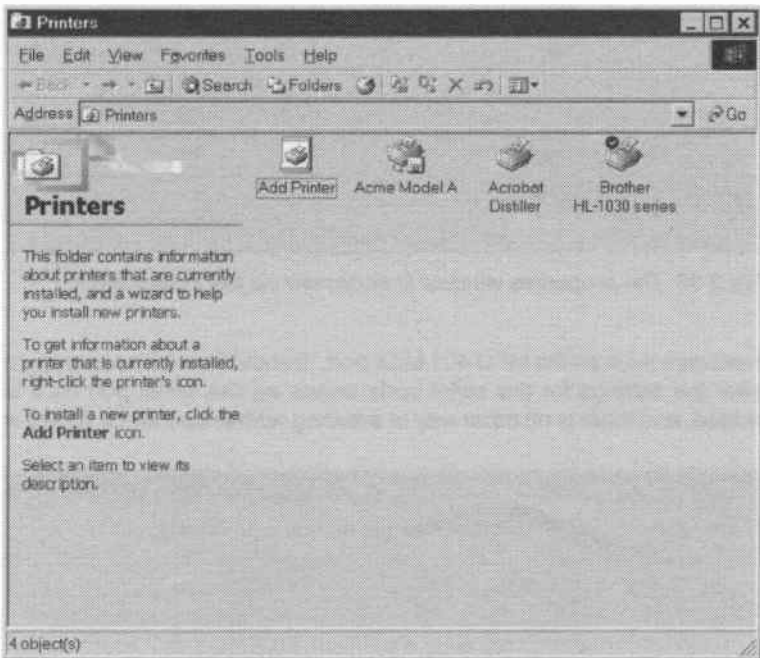 Printers
File Edit View Favorites Tools Help
Back Search Folders
Address Printers Go
Add Printer Acme Model A Acrobat Distiller Brother HL-1030 series
Printers
This folder contains information
about printers that are currently
installed, and a wizard to help
you install new printers.
To get information about a
printer that is currently installed,
right-click the printer's icon.
To install a new printer, click the
Add Printer icon.
Select an item to view its
description.
4 object(s)